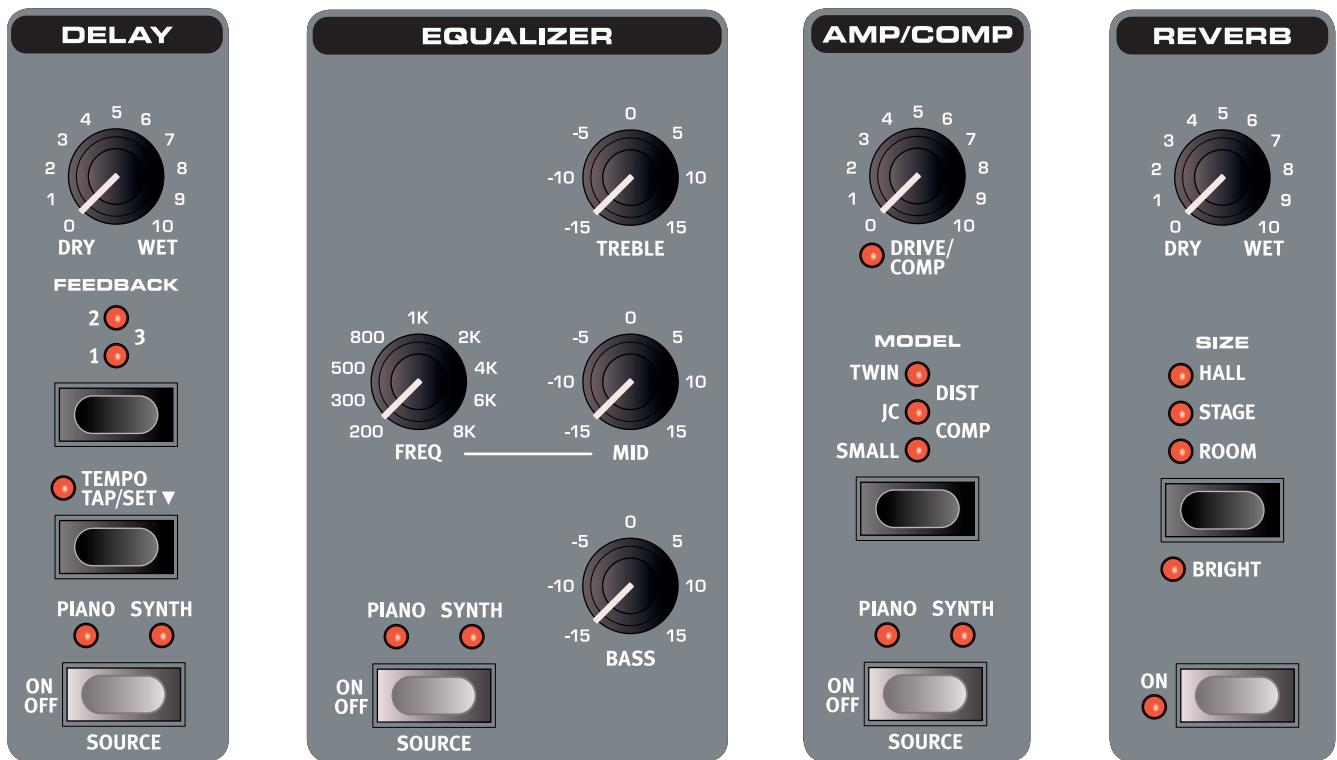 DELAY
5
4 6
3 7
2 8
1 9
0 10
DRY WET
FEEDBACK
2
3
1
TEMPO
TAP/SET ▼
PIANO SYNTH
ON
OFF
SOURCE
EQUALIZER
0
-5 5
-10 10
-15 15
TREBLE
1K
800 2K
500 4K
300 6K
200 8K
FREQ
0
-5 5
-10 10
-15 15
MID
0
-5 5
-10 10
-15 15
BASS
PIANO SYNTH
ON
OFF
SOURCE
AMP/COMP
5
4 6
3 7
2 8
1 9
0 10
DRIVE/
COMP
MODEL
TWIN
DIST
JC
COMP
SMALL
PIANO SYNTH
ON
OFF
SOURCE
REVERB
5
4 6
3 7
2 8
1 9
0 10
DRY WET
SIZE
HALL
STAGE
ROOM
BRIGHT
ON